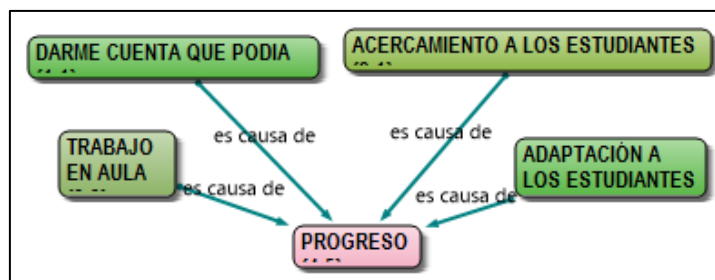 DARME CUENTA QUE PODIA
ACERCAMIENTO A LOS ESTUDIANTES
es causa de
es causa de
TRABAJO
EN AULA
ADAPTACIÓN A
LOS ESTUDIANTES
es causa de
es causa de
PROGRESO